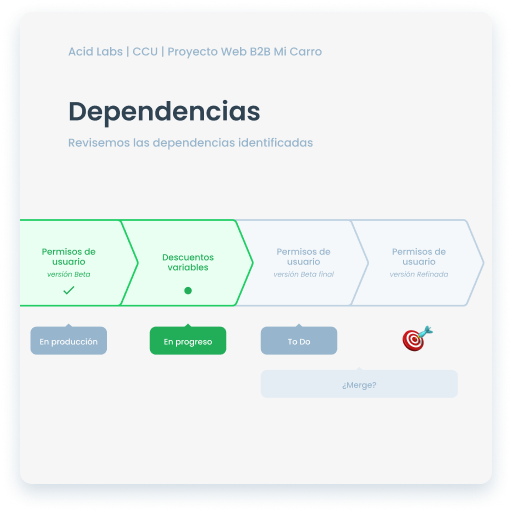 Acid Labs | CCU | Proyecto Web B2B Mi Carro
Dependencias
Revisemos las dependencias identificadas
Permisos de
usuario
versión Beta
Descuentos
variables
Permisos de
usuario
versión Beta final
Permisos de
usuario
versión Refinada
En producción
En progreso
To Do
¿Merge?